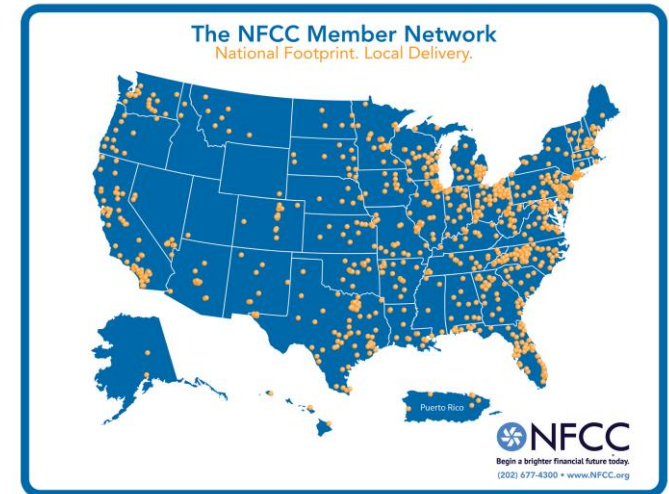 The NFCC Member Network
National Footprint. Local Delivery.
Puerto Rico
NFCC
Begin a brighter financial future today.
(202) 677-4300 • www.NFCC.org